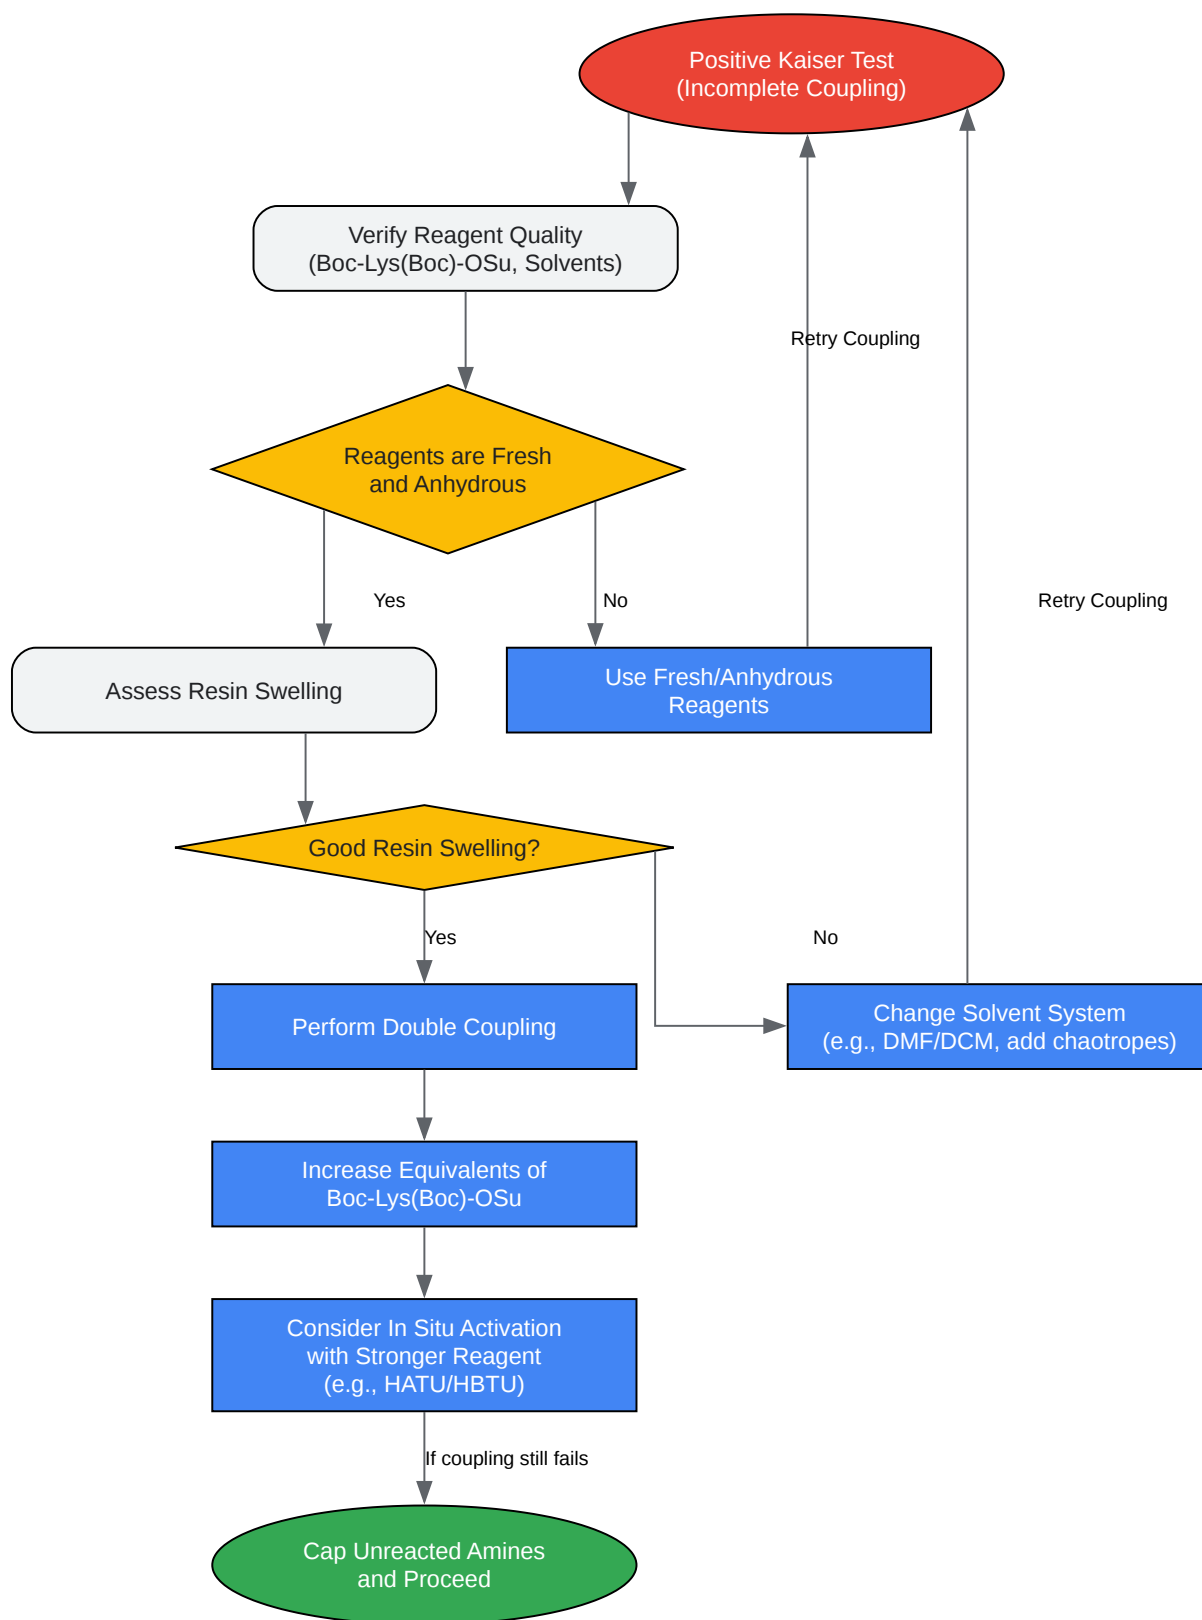 Positive Kaiser Test
(Incomplete Coupling)
Verify Reagent Quality
(Boc-Lys(Boc)-OSu, Solvents)
Retry Coupling
Reagents are Fresh
and Anhydrous
Yes
No
Retry Coupling
Assess Resin Swelling
Use Fresh/Anhydrous
Reagents
Good Resin Swelling?
Yes
No
Perform Double Coupling
Change Solvent System
(e.g., DMF/DCM, add chaotropes)
Increase Equivalents of
Boc-Lys(Boc)-OSu
Consider In Situ Activation
with Stronger Reagent
(e.g., HATU/HBTU)
If coupling still fails
Cap Unreacted Amines
and Proceed